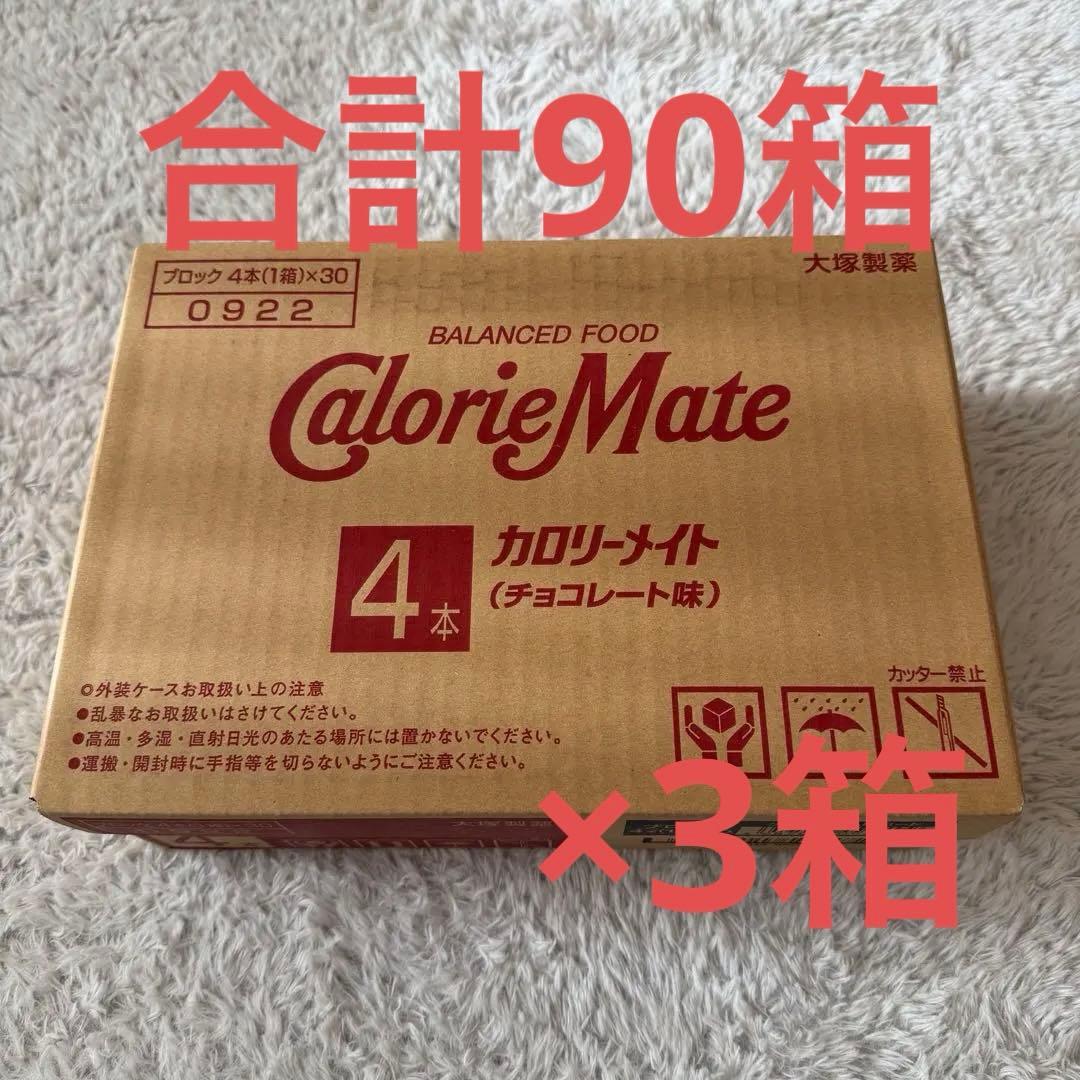 合計90箱
大塚製薬
ブロック 4本(1箱)×30
0922
BALANCED FOOD
CalorieMate
4本
カロリーメイト
(チョコレート味)
◎外装ケースお取扱い上の注意
●乱暴なお取扱いはさけてください。
●高温・多湿・直射日光のあたる場所には置かないでください。
●運搬・開封時に手指等を切らないようにご注意ください。
カッター禁止
×3箱
大塚製薬